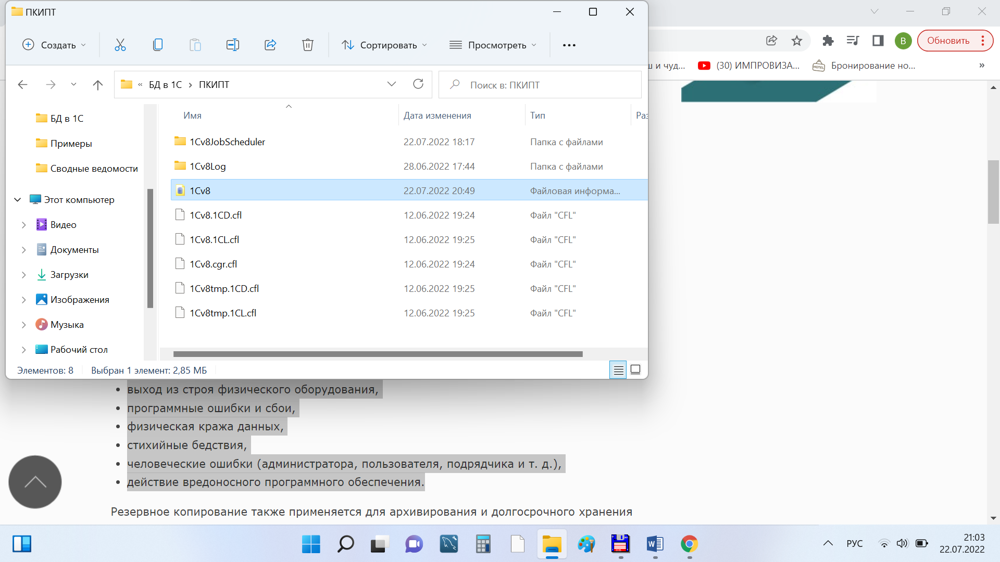 ПКИПТ
Создать
Сортировать
Просмотреть
« БД в 1С › ПКИПТ
Поиск в: ПКИПТ
БД в 1С
Примеры
Сводные ведомости
Этот компьютер
Видео
Документы
Загрузки
Изображения
Музыка
Рабочий стол
Имя Дата изменения Тип Раз
1Cv8JobScheduler 22.07.2022 18:17 Папка с файлами
1Cv8Log 28.06.2022 17:44 Папка с файлами
1Cv8 22.07.2022 20:49 Файловая информа...
1Cv8.1CD.cfl 12.06.2022 19:24 Файл "CFL"
1Cv8.1CL.cfl 12.06.2022 19:25 Файл "CFL"
1Cv8.cgr.cfl 12.06.2022 19:24 Файл "CFL"
1Cv8tmp.1CD.cfl 12.06.2022 19:25 Файл "CFL"
1Cv8tmp.1CL.cfl 12.06.2022 19:25 Файл "CFL"
Элементов: 8 Выбран 1 элемент: 2,85 МБ
В
Обновить
и чуд... (30) ИМПРОВИЗА... HOTEL Бронирование но... »
• выход из строя физического оборудования,
• программные ошибки и сбои,
• физическая кража данных,
• стихийные бедствия,
• человеческие ошибки (администратора, пользователя, подрядчика и т. д.),
• действие вредоносного программного обеспечения.
Резервное копирование также применяется для архивирования и долгосрочного хранения
РУС
21:03
22.07.2022